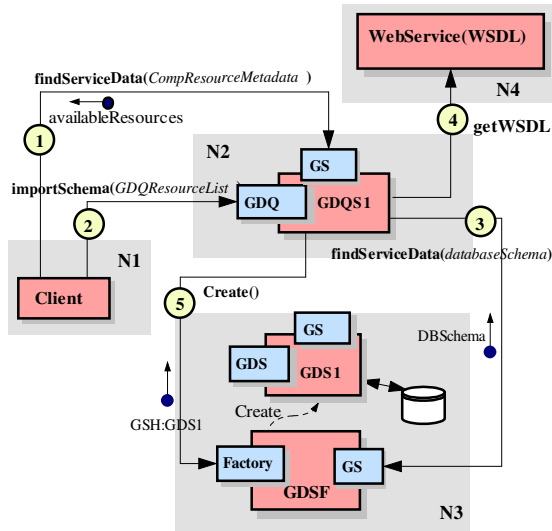 WebService(WSDL)
N4
findServiceData(CompResourceMetadata )
availableResources
1
4
getWSDL
N2
GS
importSchema(GDQResourceList )
GDQ
GDQS1
2
3
N1
findServiceData(databaseSchema)
Client
Create()
5
GS
DBSchema
GDS
GDS1
Create
GSH:GDS1
Factory
GS
GDSF
N3